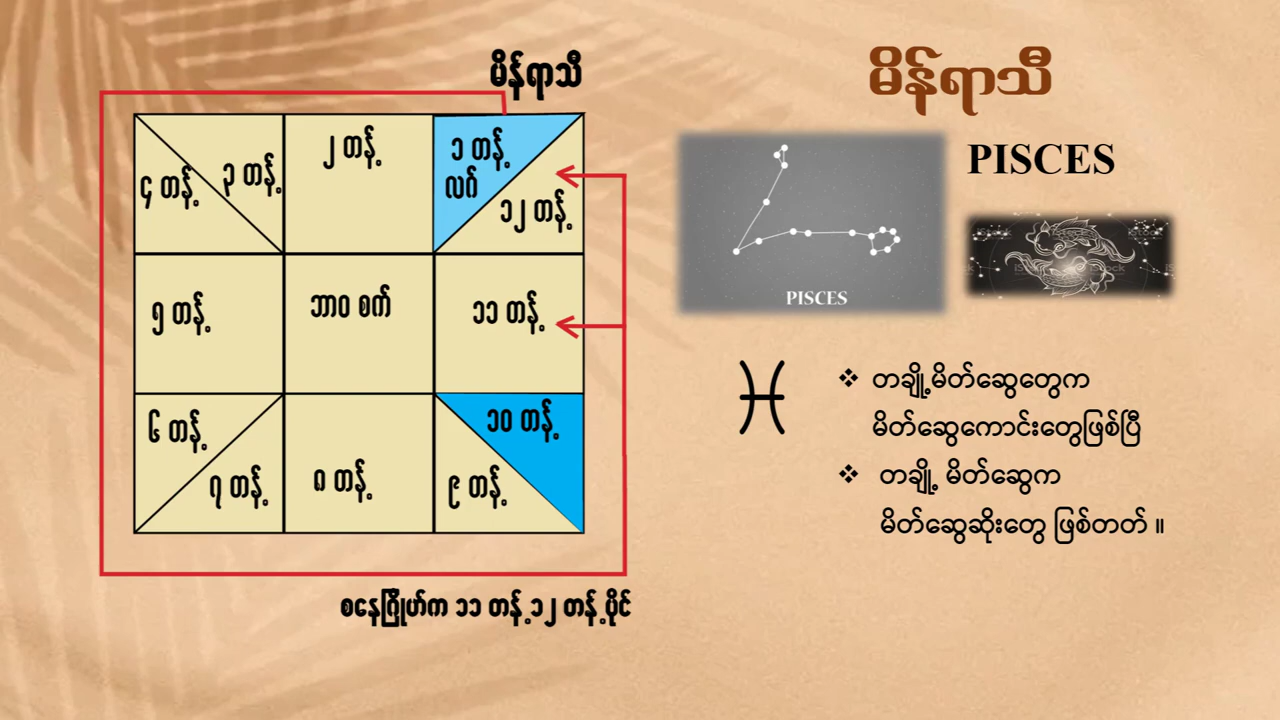 မိန်ရာသီ
၁ တန့်
လဂ်
၂ တန့်
၃ တန့်
၄ တန့်
၁၂ တန့်
၅ တန့်
ဘာဝ စက်
၁၁ တန့်
၆ တန့်
၇ တန့်
၈ တန့်
၉ တန့်
၁၀ တန့်
စနေဂြိုဟ်က ၁၁ တန့် ၁၂ တန့် ပိုင်
မိန်ရာသီ
PISCES
PISCES
iStock
❖ တချို့မိတ်ဆွေတွေက
မိတ်ဆွေကောင်းတွေဖြစ်ပြီ
❖ တချို့ မိတ်ဆွေက
မိတ်ဆွေဆိုးတွေ ဖြစ်တတ် ။